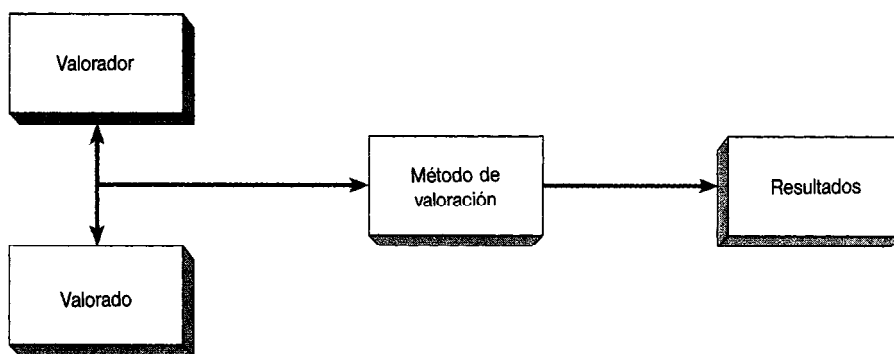 Valorador
Método de
valoración
Resultados
Valorado